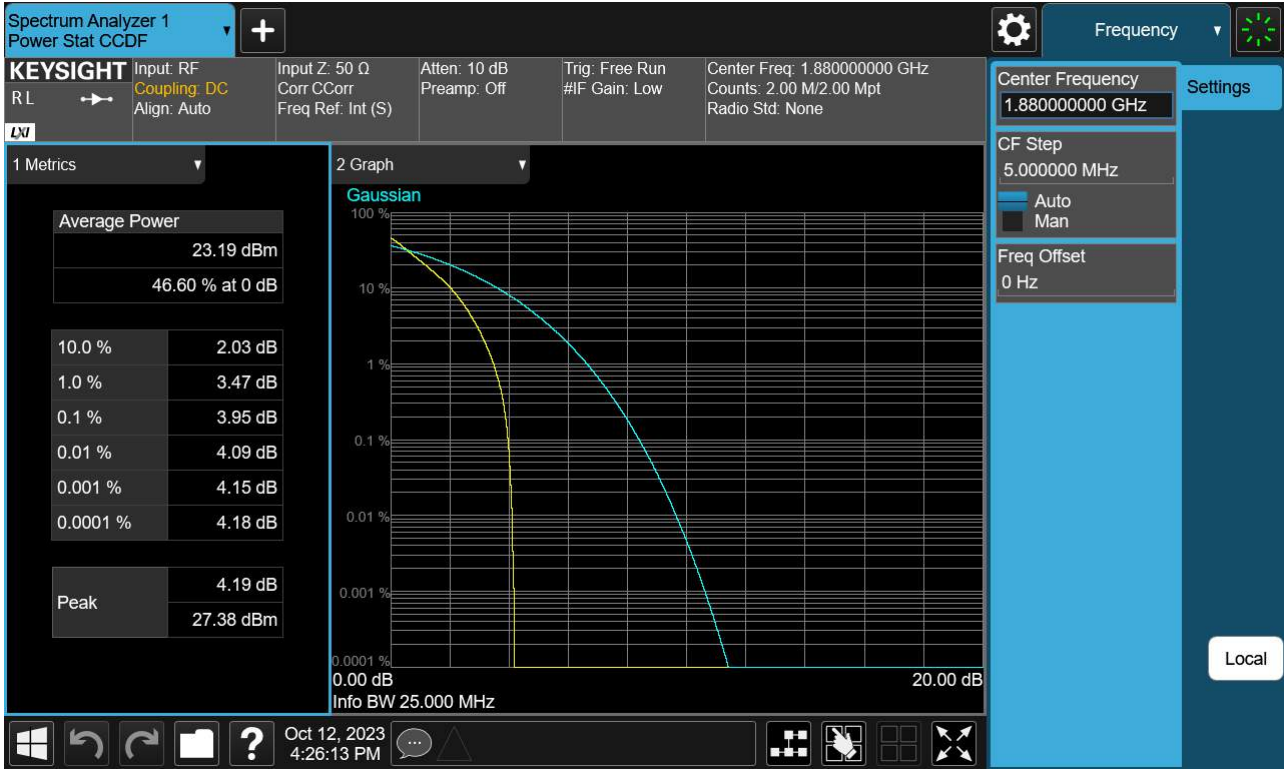 Spectrum Analyzer 1
Power Stat CCDF
+
Frequency
KEYSIGHT
Input: RF
Input Z: 50 Ω
Atten: 10 dB
Trig: Free Run
Center Freq: 1.880000000 GHz
R L
Coupling: DC
Corr CCorr
Preamp: Off
#IF Gain: Low
Counts: 2.00 M/2.00 Mpt
Align: Auto
Freq Ref: Int (S)
Radio Std: None
LXI
Center Frequency
1.880000000 GHz
Settings
CF Step
5.000000 MHz
Auto
Man
Freq Offset
0 Hz
1 Metrics
Average Power
23.19 dBm
46.60 % at 0 dB
10.0 % 2.03 dB
1.0 % 3.47 dB
0.1 % 3.95 dB
0.01 % 4.09 dB
0.001 % 4.15 dB
0.0001 % 4.18 dB
Peak
4.19 dB
27.38 dBm
2 Graph
Gaussian
100 %
10 %
1 %
0.1 %
0.01 %
0.001 %
0.0001 %
0.00 dB 20.00 dB
Info BW 25.000 MHz
Local
?
Oct 12, 2023
4:26:13 PM